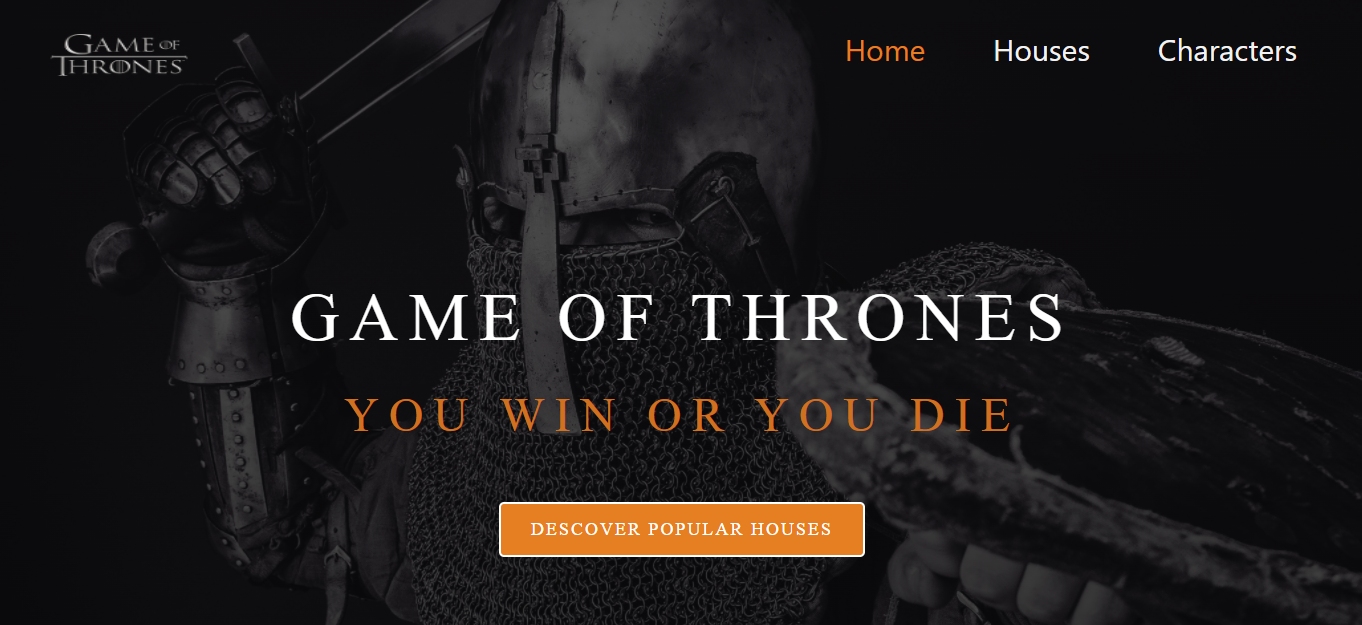 GAME OF
THRONES
Home Houses Characters
GAME OF THRONES
YOU WIN OR YOU DIE
DESCOVER POPULAR HOUSES